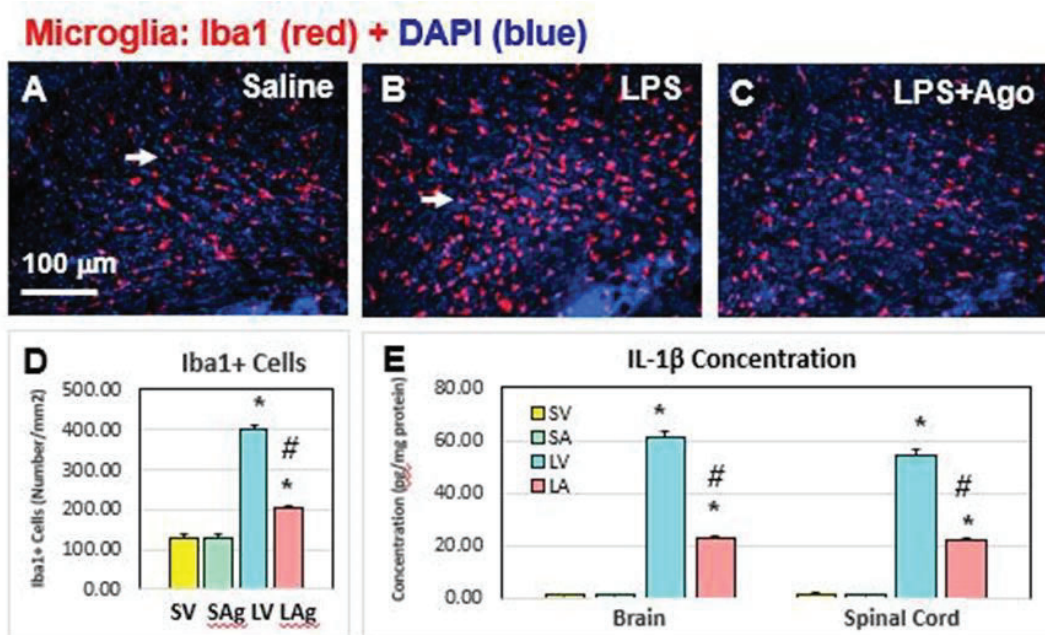 Microglia: Iba1 (red) + DAPI (blue)
A
Saline
B
LPS
C
LPS+Ago
100 μm
D
Iba1+ Cells
Iba1+ Cells (Number/mm2)
500.00
400.00
300.00
200.00
100.00
0.00
*
#
*
SV SAg LV LAg
E
IL-1β Concentration
Concentration (pg/mg protein)
80.00
60.00
40.00
20.00
0.00
SV
SA
LV
LA
*
#
*
*
#
*
Brain
Spinal Cord